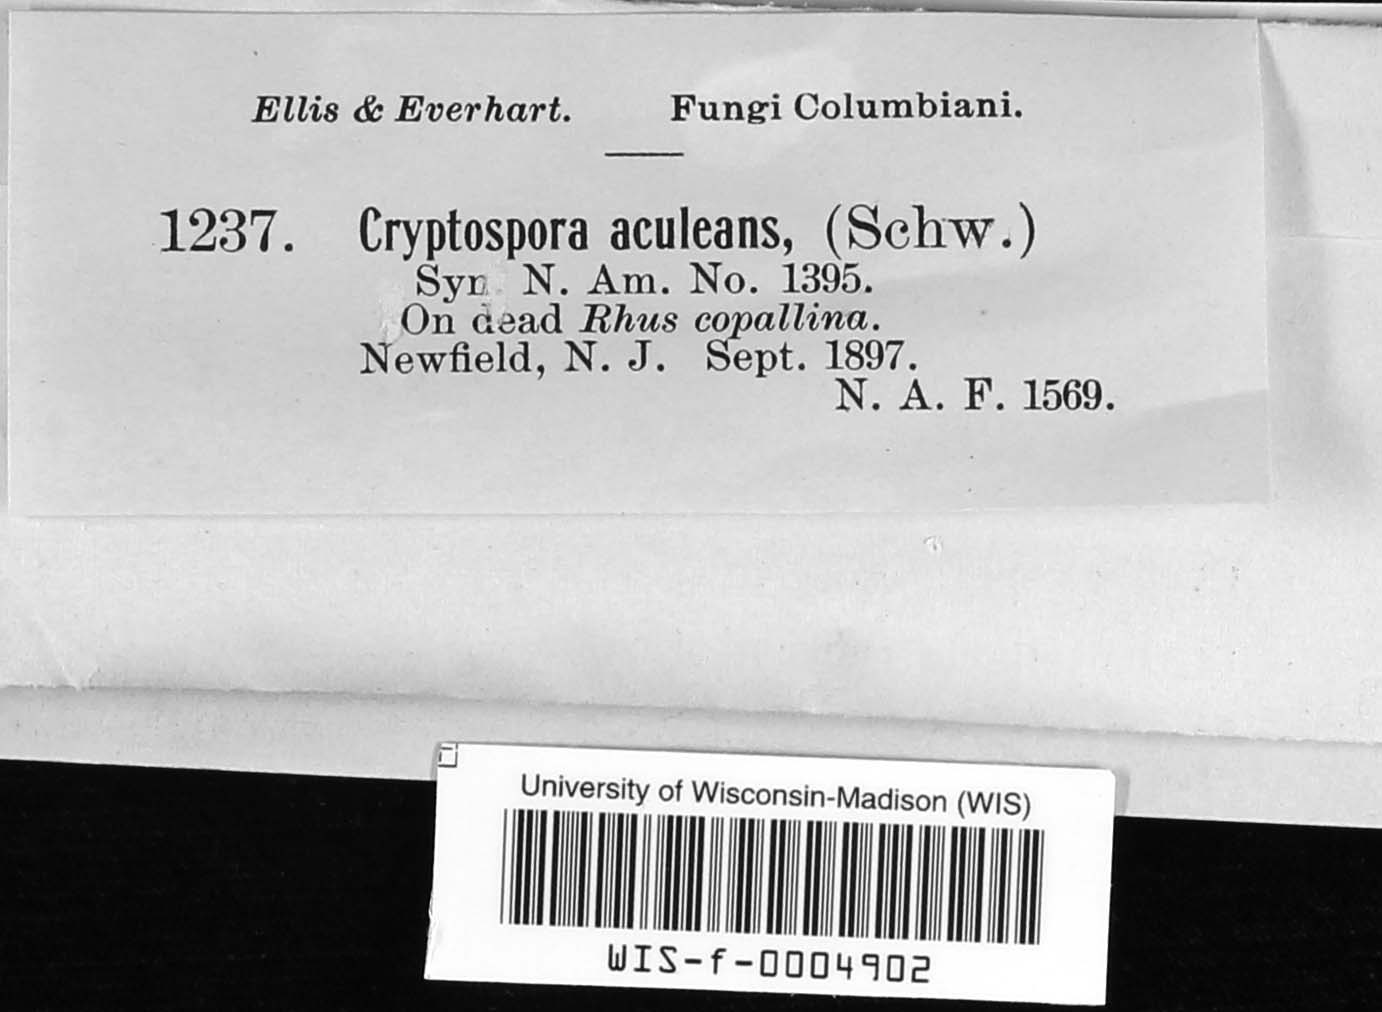 Ellis & Everhart. Fungi Columbiani.
1237. Cryptospora aculeans, (Schw.)
Syn. N. Am. No. 1395.
On dead Rhus copallina.
Newfield, N. J. Sept. 1897.
N. A. F. 1569.
University of Wisconsin-Madison (WIS)
WIS-f-0004902